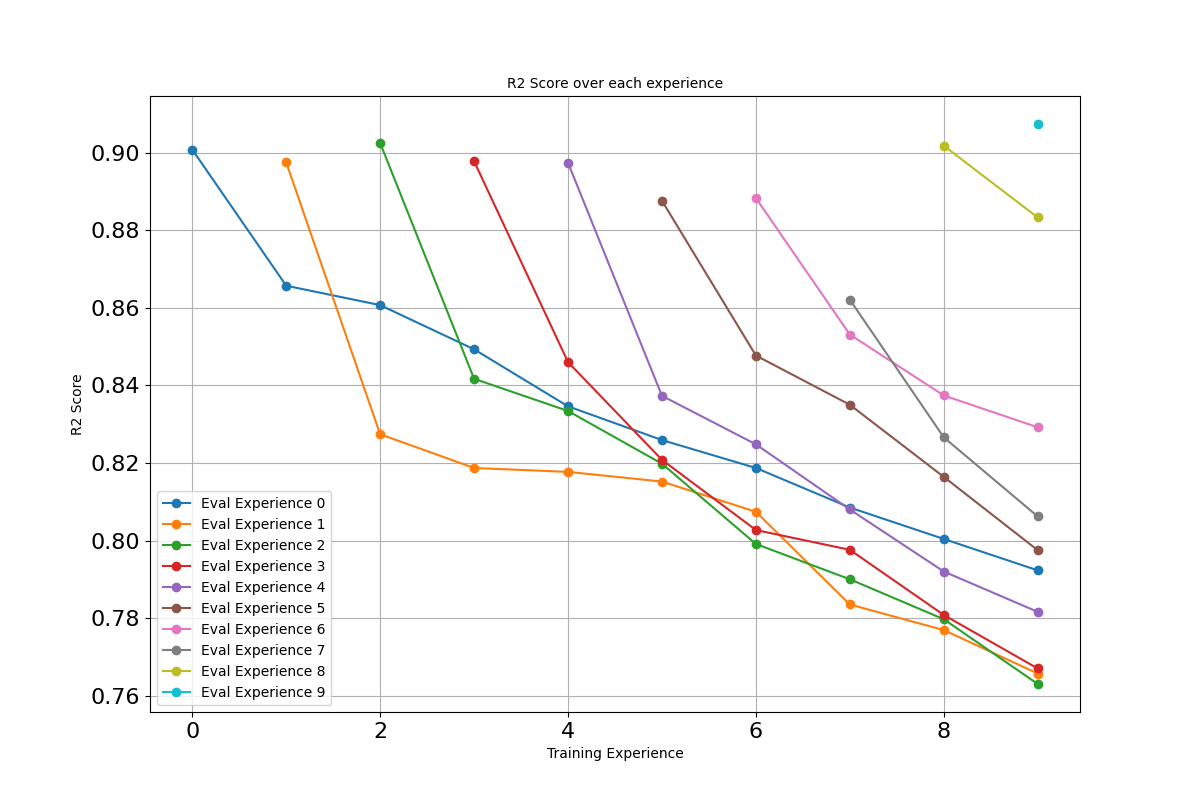 R2 Score over each experience
0.90
0.88
0.86
0.84
0.82
0.80
0.78
0.76
R2 Score
Eval Experience 0
Eval Experience 1
Eval Experience 2
Eval Experience 3
Eval Experience 4
Eval Experience 5
Eval Experience 6
Eval Experience 7
Eval Experience 8
Eval Experience 9
0 2 4 6 8
Training Experience